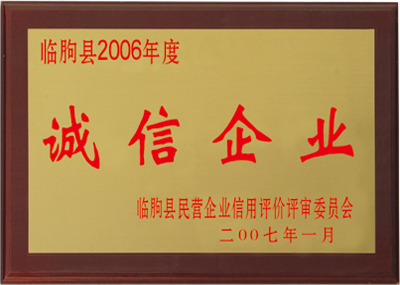 临朐县2006年度
诚信企业
临朐县民营企业信用评价评审委员会
二00七年一月